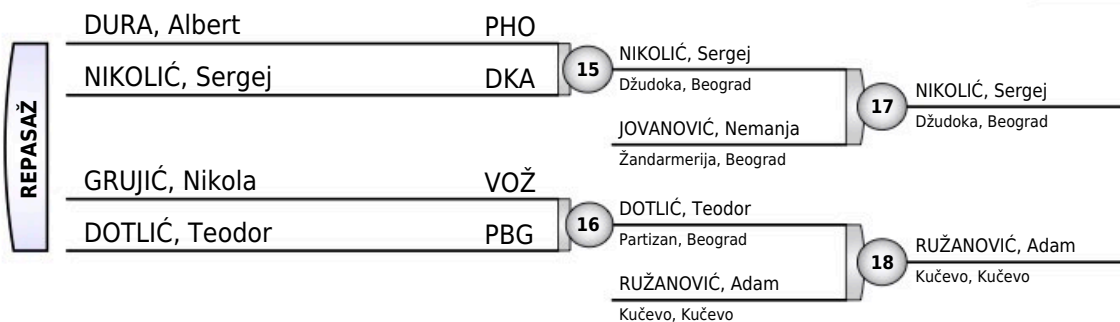 REPASAŽ
DURA, Albert PHO
NIKOLIĆ, Sergej DKA
15
NIKOLIĆ, Sergej
Džudoka, Beograd
JOVANOVIĆ, Nemanja
Žandarmerija, Beograd
17
NIKOLIĆ, Sergej
Džudoka, Beograd
GRUJIĆ, Nikola VOŽ
DOTLIĆ, Teodor PBG
16
DOTLIĆ, Teodor
Partizan, Beograd
RUŽANOVIĆ, Adam
Kučevo, Kučevo
18
RUŽANOVIĆ, Adam
Kučevo, Kučevo